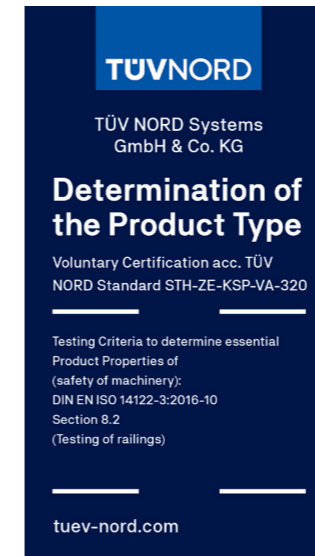 TÜVNORD
TÜV NORD Systems
GmbH & Co. KG
Determination of
the Product Type
Voluntary Certification acc. TÜV
NORD Standard STH-ZE-KSP-VA-320
Testing Criteria to determine essential
Product Properties of
(safety of machinery):
DIN EN ISO 14122-3:2016-10
Section 8.2
(Testing of railings)
tuev-nord.com